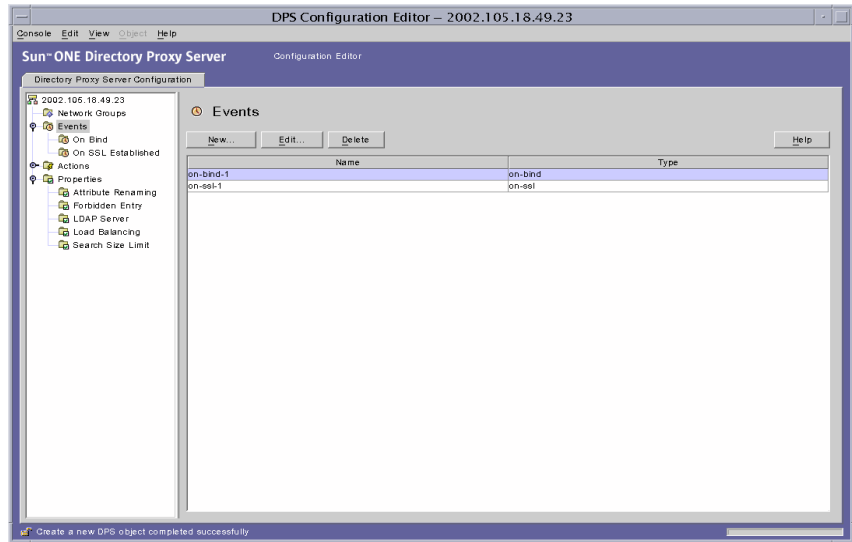 DPS Configuration Editor – 2002.105.18.49.23
Console Edit View Object Help
Sun™ ONE Directory Proxy Server Configuration Editor
Directory Proxy Server Configuration
2002.105.18.49.23
Network Groups
Events
On Bind
On SSL Established
Actions
Properties
Attribute Renaming
Forbidden Entry
LDAP Server
Load Balancing
Search Size Limit
Events
New... Edit... Delete Help
Name Type
on-bind-1 on-bind
on-ssl-1 on-ssl
Create a new DPS object completed successfully